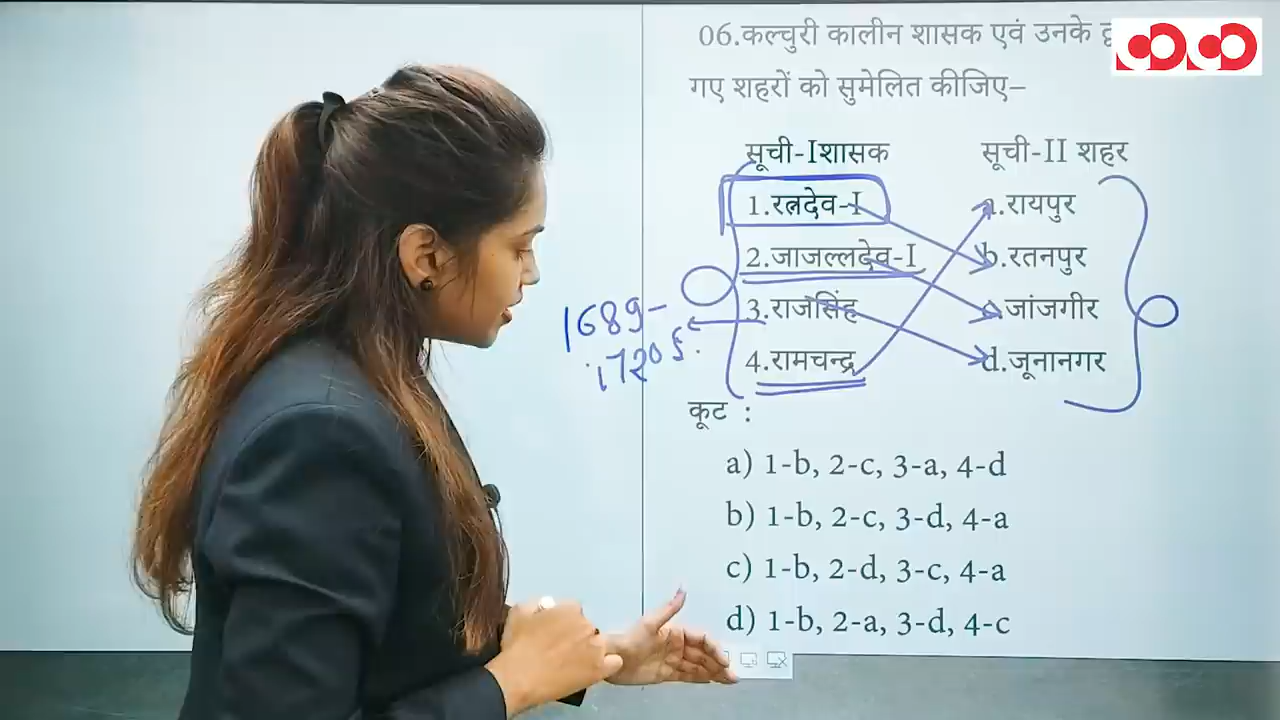 06.कल्चुरी कालीन शासक एवं उनके
गए शहरों को सुमेलित कीजिए–
सूची-Iशासक सूची-II शहर
1.रत्नदेव-I a.रायपुर
2.जाजल्लदेव-I b.रतनपुर
3.राजसिंह c.जांजगीर
4.रामचन्द्र d.जूनानगर
1689-
1720 ई.
कूट :
a) 1-b, 2-c, 3-a, 4-d
b) 1-b, 2-c, 3-d, 4-a
c) 1-b, 2-d, 3-c, 4-a
d) 1-b, 2-a, 3-d, 4-c